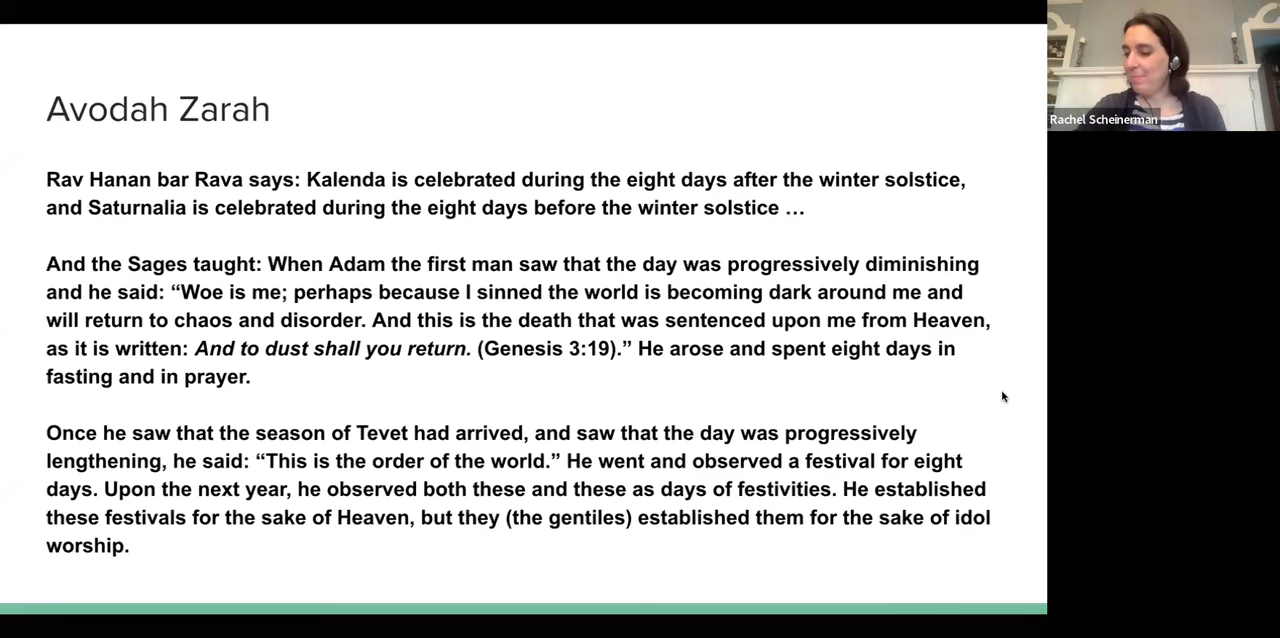 Avodah Zarah
Rav Hanan bar Rava says: Kalenda is celebrated during the eight days after the winter solstice,
and Saturnalia is celebrated during the eight days before the winter solstice …
And the Sages taught: When Adam the first man saw that the day was progressively diminishing
and he said: “Woe is me; perhaps because I sinned the world is becoming dark around me and
will return to chaos and disorder. And this is the death that was sentenced upon me from Heaven,
as it is written: And to dust shall you return. (Genesis 3:19).” He arose and spent eight days in
fasting and in prayer.
Once he saw that the season of Tevet had arrived, and saw that the day was progressively
lengthening, he said: “This is the order of the world.” He went and observed a festival for eight
days. Upon the next year, he observed both these and these as days of festivities. He established
these festivals for the sake of Heaven, but they (the gentiles) established them for the sake of idol
worship.
Rachel Scheinerman